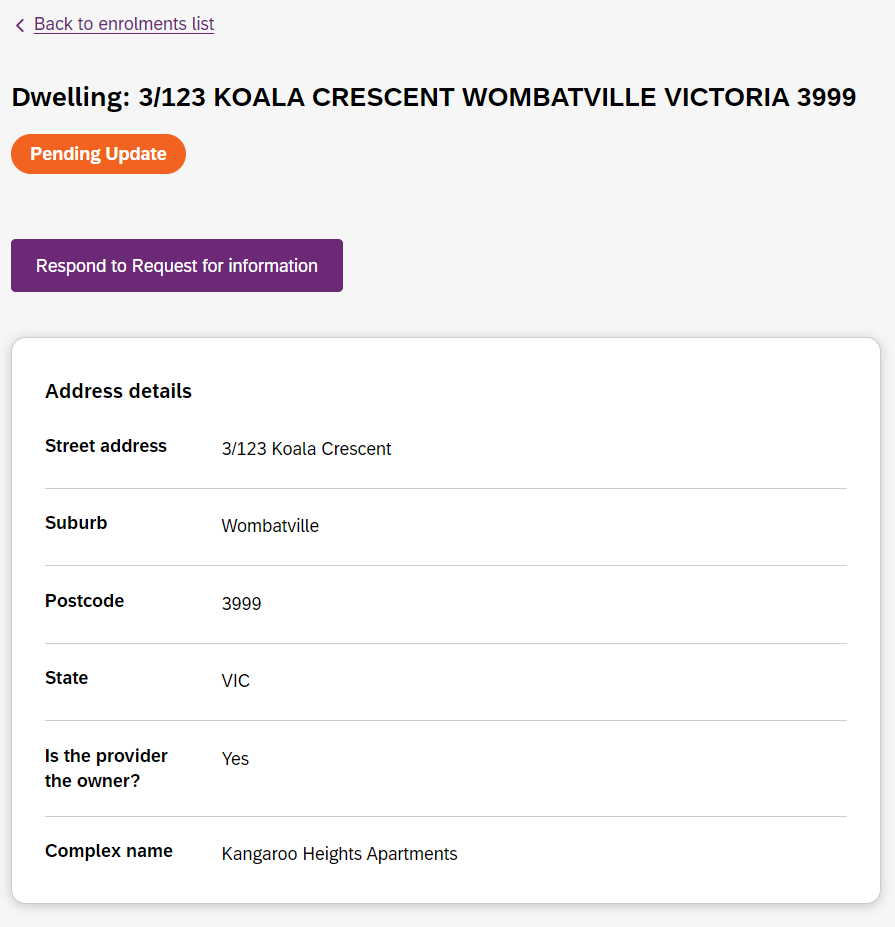 Back to enrolments list
Dwelling: 3/123 KOALA CRESCENT WOMBATVILLE VICTORIA 3999
Pending Update
Respond to Request for information
Address details
Street address 3/123 Koala Crescent
Suburb Wombatville
Postcode 3999
State VIC
Is the provider Yes
the owner?
Complex name Kangaroo Heights Apartments